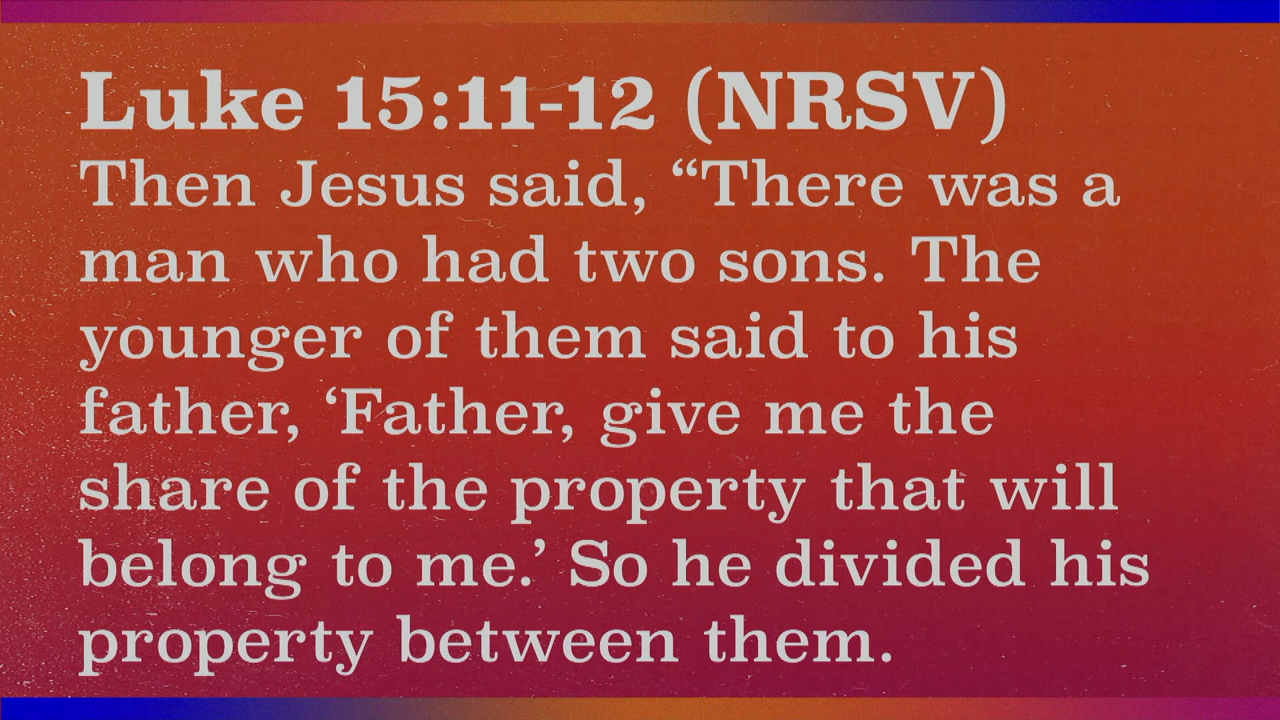 Luke 15:11-12 (NRSV)
Then Jesus said, “There was a
man who had two sons. The
younger of them said to his
father, ‘Father, give me the
share of the property that will
belong to me.’ So he divided his
property between them.